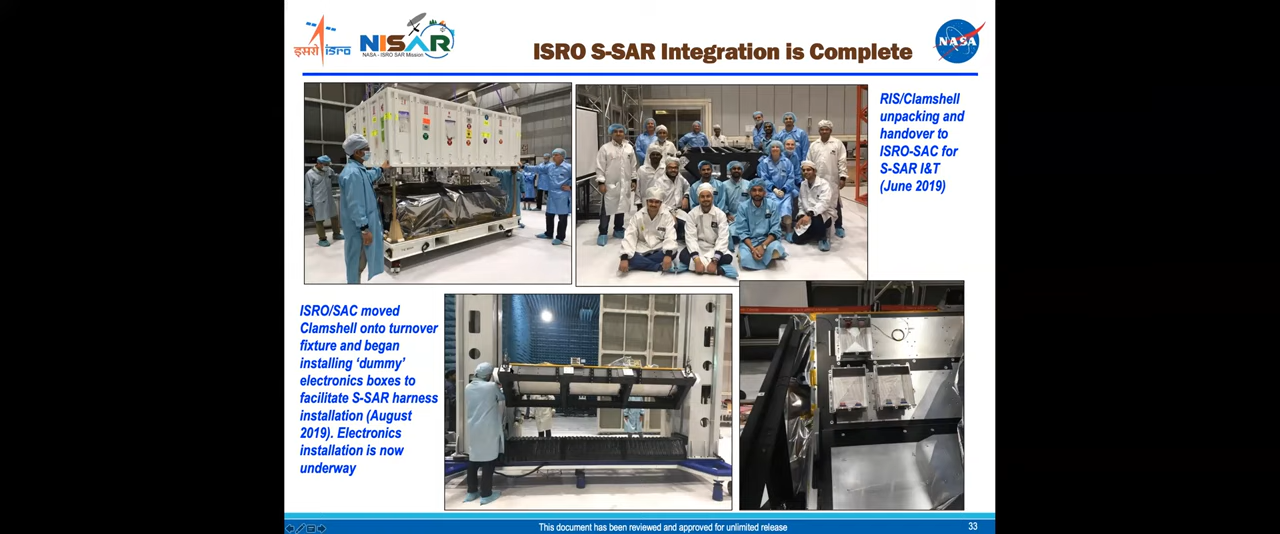 इसरो isro
NISAR
NASA - ISRO SAR Mission
ISRO S-SAR Integration is Complete
NASA
RIS/Clamshell
unpacking and
handover to
ISRO-SAC for
S-SAR I&T
(June 2019)
ISRO/SAC moved
Clamshell onto turnover
fixture and began
installing ‘dummy’
electronics boxes to
facilitate S-SAR harness
installation (August
2019). Electronics
installation is now
underway
This document has been reviewed and approved for unlimited release
33